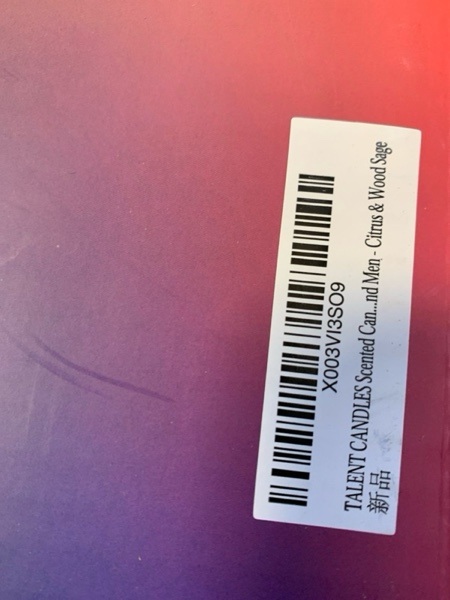 X003VI3SO9
TALENT CANDLES Scented Can...nd Men - Citrus & Wood Sage
新品